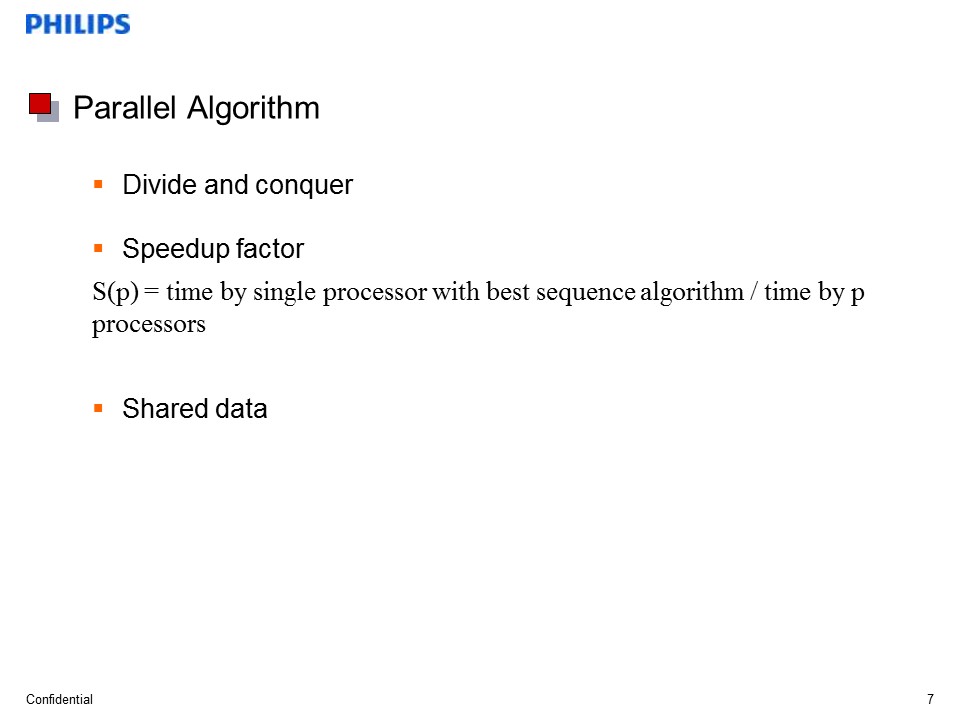 PHILIPS
Parallel Algorithm
Divide and conquer
Speedup factor
S(p) = time by single processor with best sequence algorithm / time by p
processors
Shared data
Confidential
7